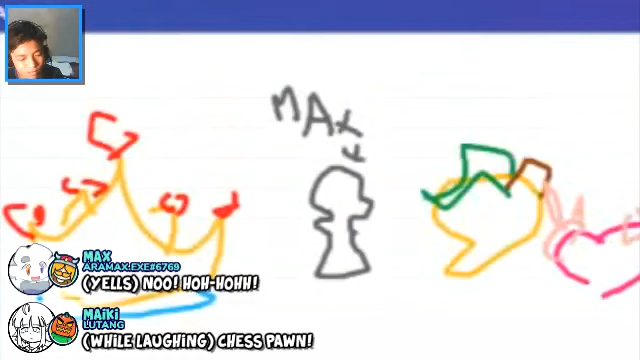 MAX
MAX
ARAMAX.EXE#6769
(YELLS) NOO! HOH-HOHH!
MAiKi
LUTANG
(WHILE LAUGHING) CHESS PAWN!